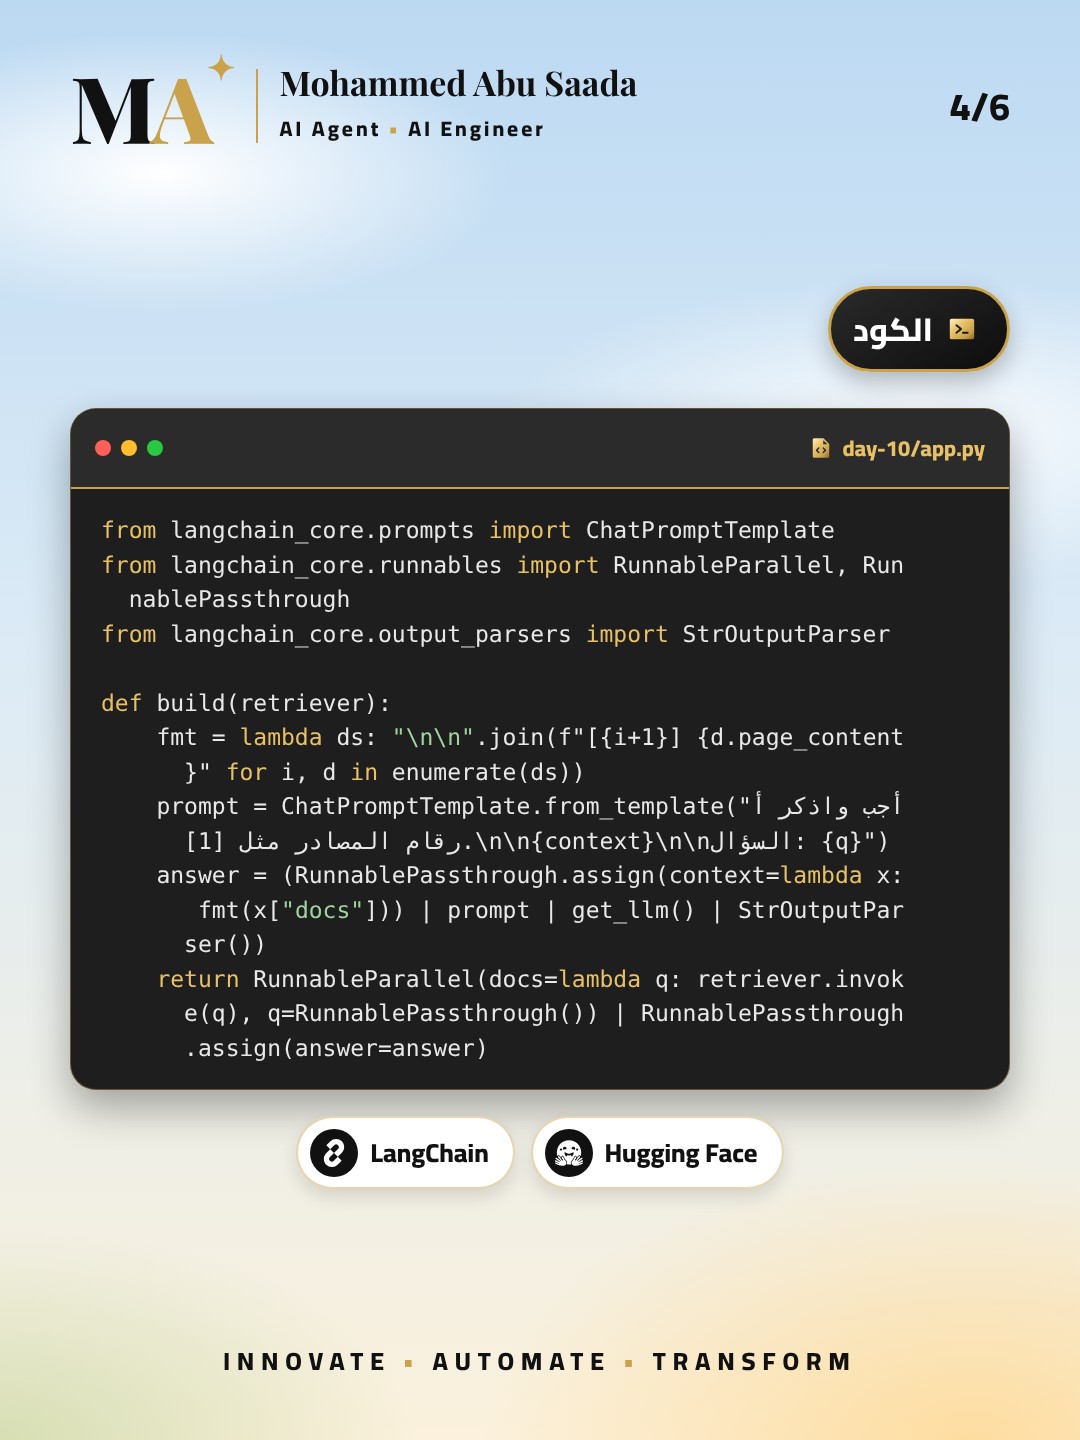 MA
Mohammed Abu Saada
AI Agent ▪ AI Engineer
4/6
الكود
day-10/app.py
from langchain_core.prompts import ChatPromptTemplate
from langchain_core.runnables import RunnableParallel, Run
nablePassthrough
from langchain_core.output_parsers import StrOutputParser
def build(retriever):
fmt = lambda ds: "\n\n".join(f"[{i+1}] {d.page_content
}" for i, d in enumerate(ds))
prompt = ChatPromptTemplate.from_template("أجب واذكر أ
رقام المصادر مثل [1].\n\n{context}\n\nالسؤال: {q}")
answer = (RunnablePassthrough.assign(context=lambda x:
fmt(x["docs"])) | prompt | get_llm() | StrOutputPar
ser())
return RunnableParallel(docs=lambda q: retriever.invok
e(q), q=RunnablePassthrough()) | RunnablePassthrough
.assign(answer=answer)
LangChain
Hugging Face
INNOVATE ▪ AUTOMATE ▪ TRANSFORM